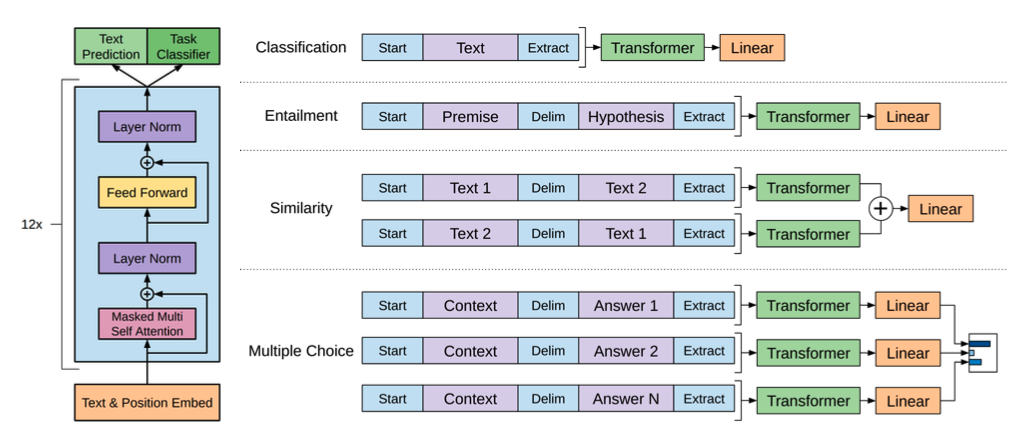 Text
Prediction
Task
Classifier
12x
Layer Norm
Feed Forward
Layer Norm
Masked Multi
Self Attention
Text & Position Embed
Classification Start Text Extract Transformer Linear
Entailment Start Premise Delim Hypothesis Extract Transformer Linear
Similarity
Start Text 1 Delim Text 2 Extract Transformer
Start Text 2 Delim Text 1 Extract Transformer
Linear
Multiple Choice
Start Context Delim Answer 1 Extract Transformer Linear
Start Context Delim Answer 2 Extract Transformer Linear
Start Context Delim Answer N Extract Transformer Linear